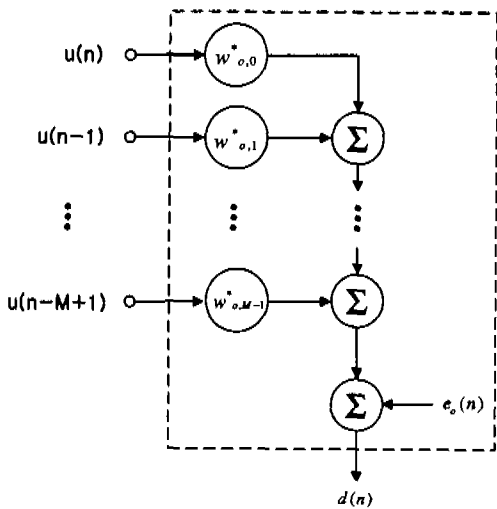 u(n)
w*o,0
u(n-1)
w*o,1
Σ
u(n-M+1)
w*o,M-1
Σ
Σ
eo(n)
d(n)